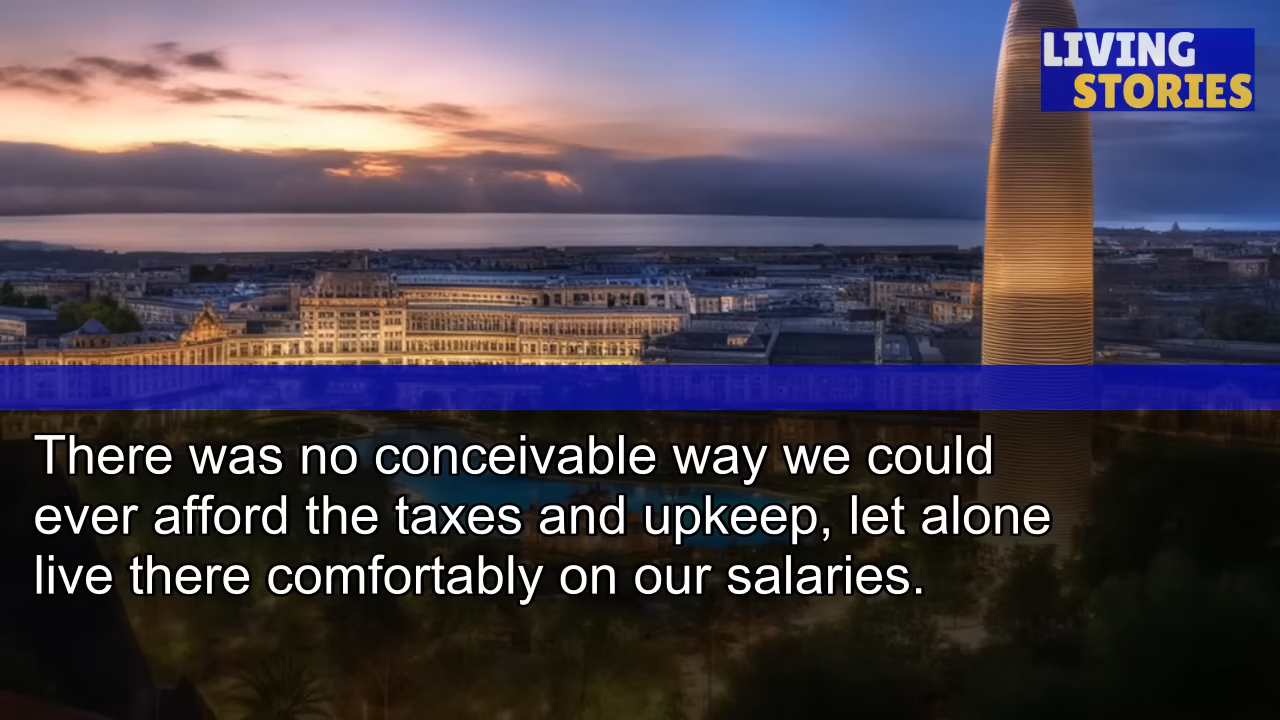 LIVING
STORIES
There was no conceivable way we could
ever afford the taxes and upkeep, let alone
live there comfortably on our salaries.